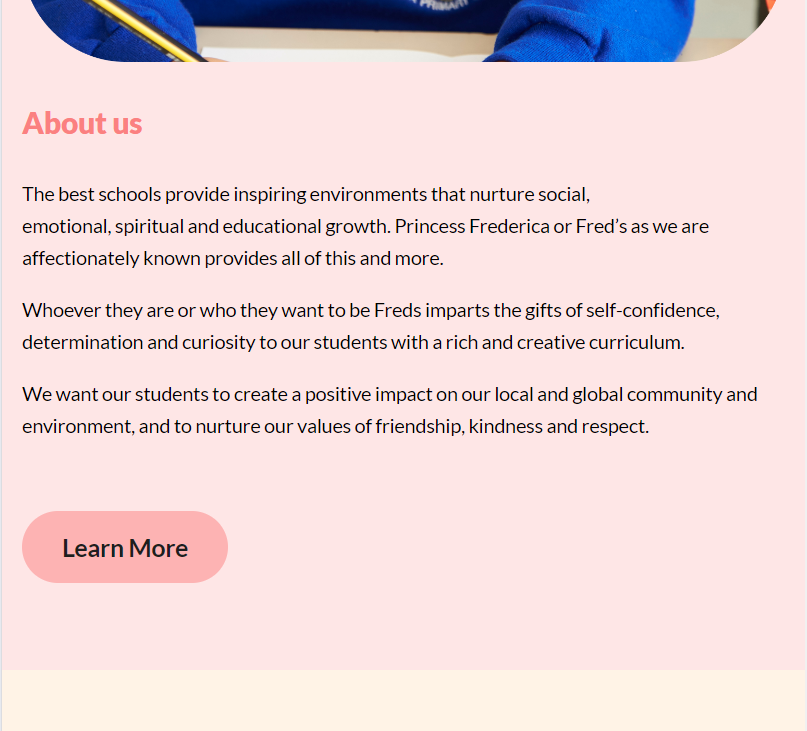 PRIMARY
About us
The best schools provide inspiring environments that nurture social,
emotional, spiritual and educational growth. Princess Frederica or Fred’s as we are
affectionately known provides all of this and more.
Whoever they are or who they want to be Freds imparts the gifts of self-confidence,
determination and curiosity to our students with a rich and creative curriculum.
We want our students to create a positive impact on our local and global community and
environment, and to nurture our values of friendship, kindness and respect.
Learn More